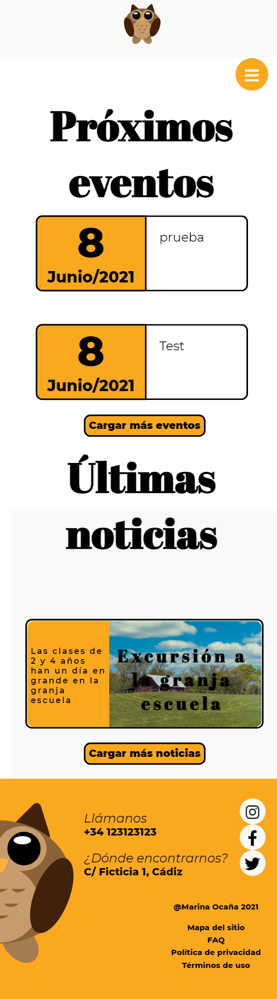 Próximos
eventos
8
Junio/2021
prueba
8
Junio/2021
Test
Cargar más eventos
Últimas
noticias
Las clases de
2 y 4 años
han un día en
grande en la
granja
escuela
Excursión a
la granja
escuela
Cargar más noticias
Llámanos
+34 123123123
¿Dónde encontrarnos?
C/ Ficticia 1, Cádiz
@Marina Ocaña 2021
Mapa del sitio
FAQ
Política de privacidad
Términos de uso